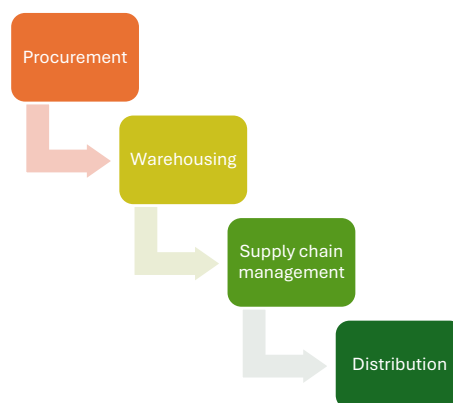 Procurement
Warehousing
Supply chain
management
Distribution